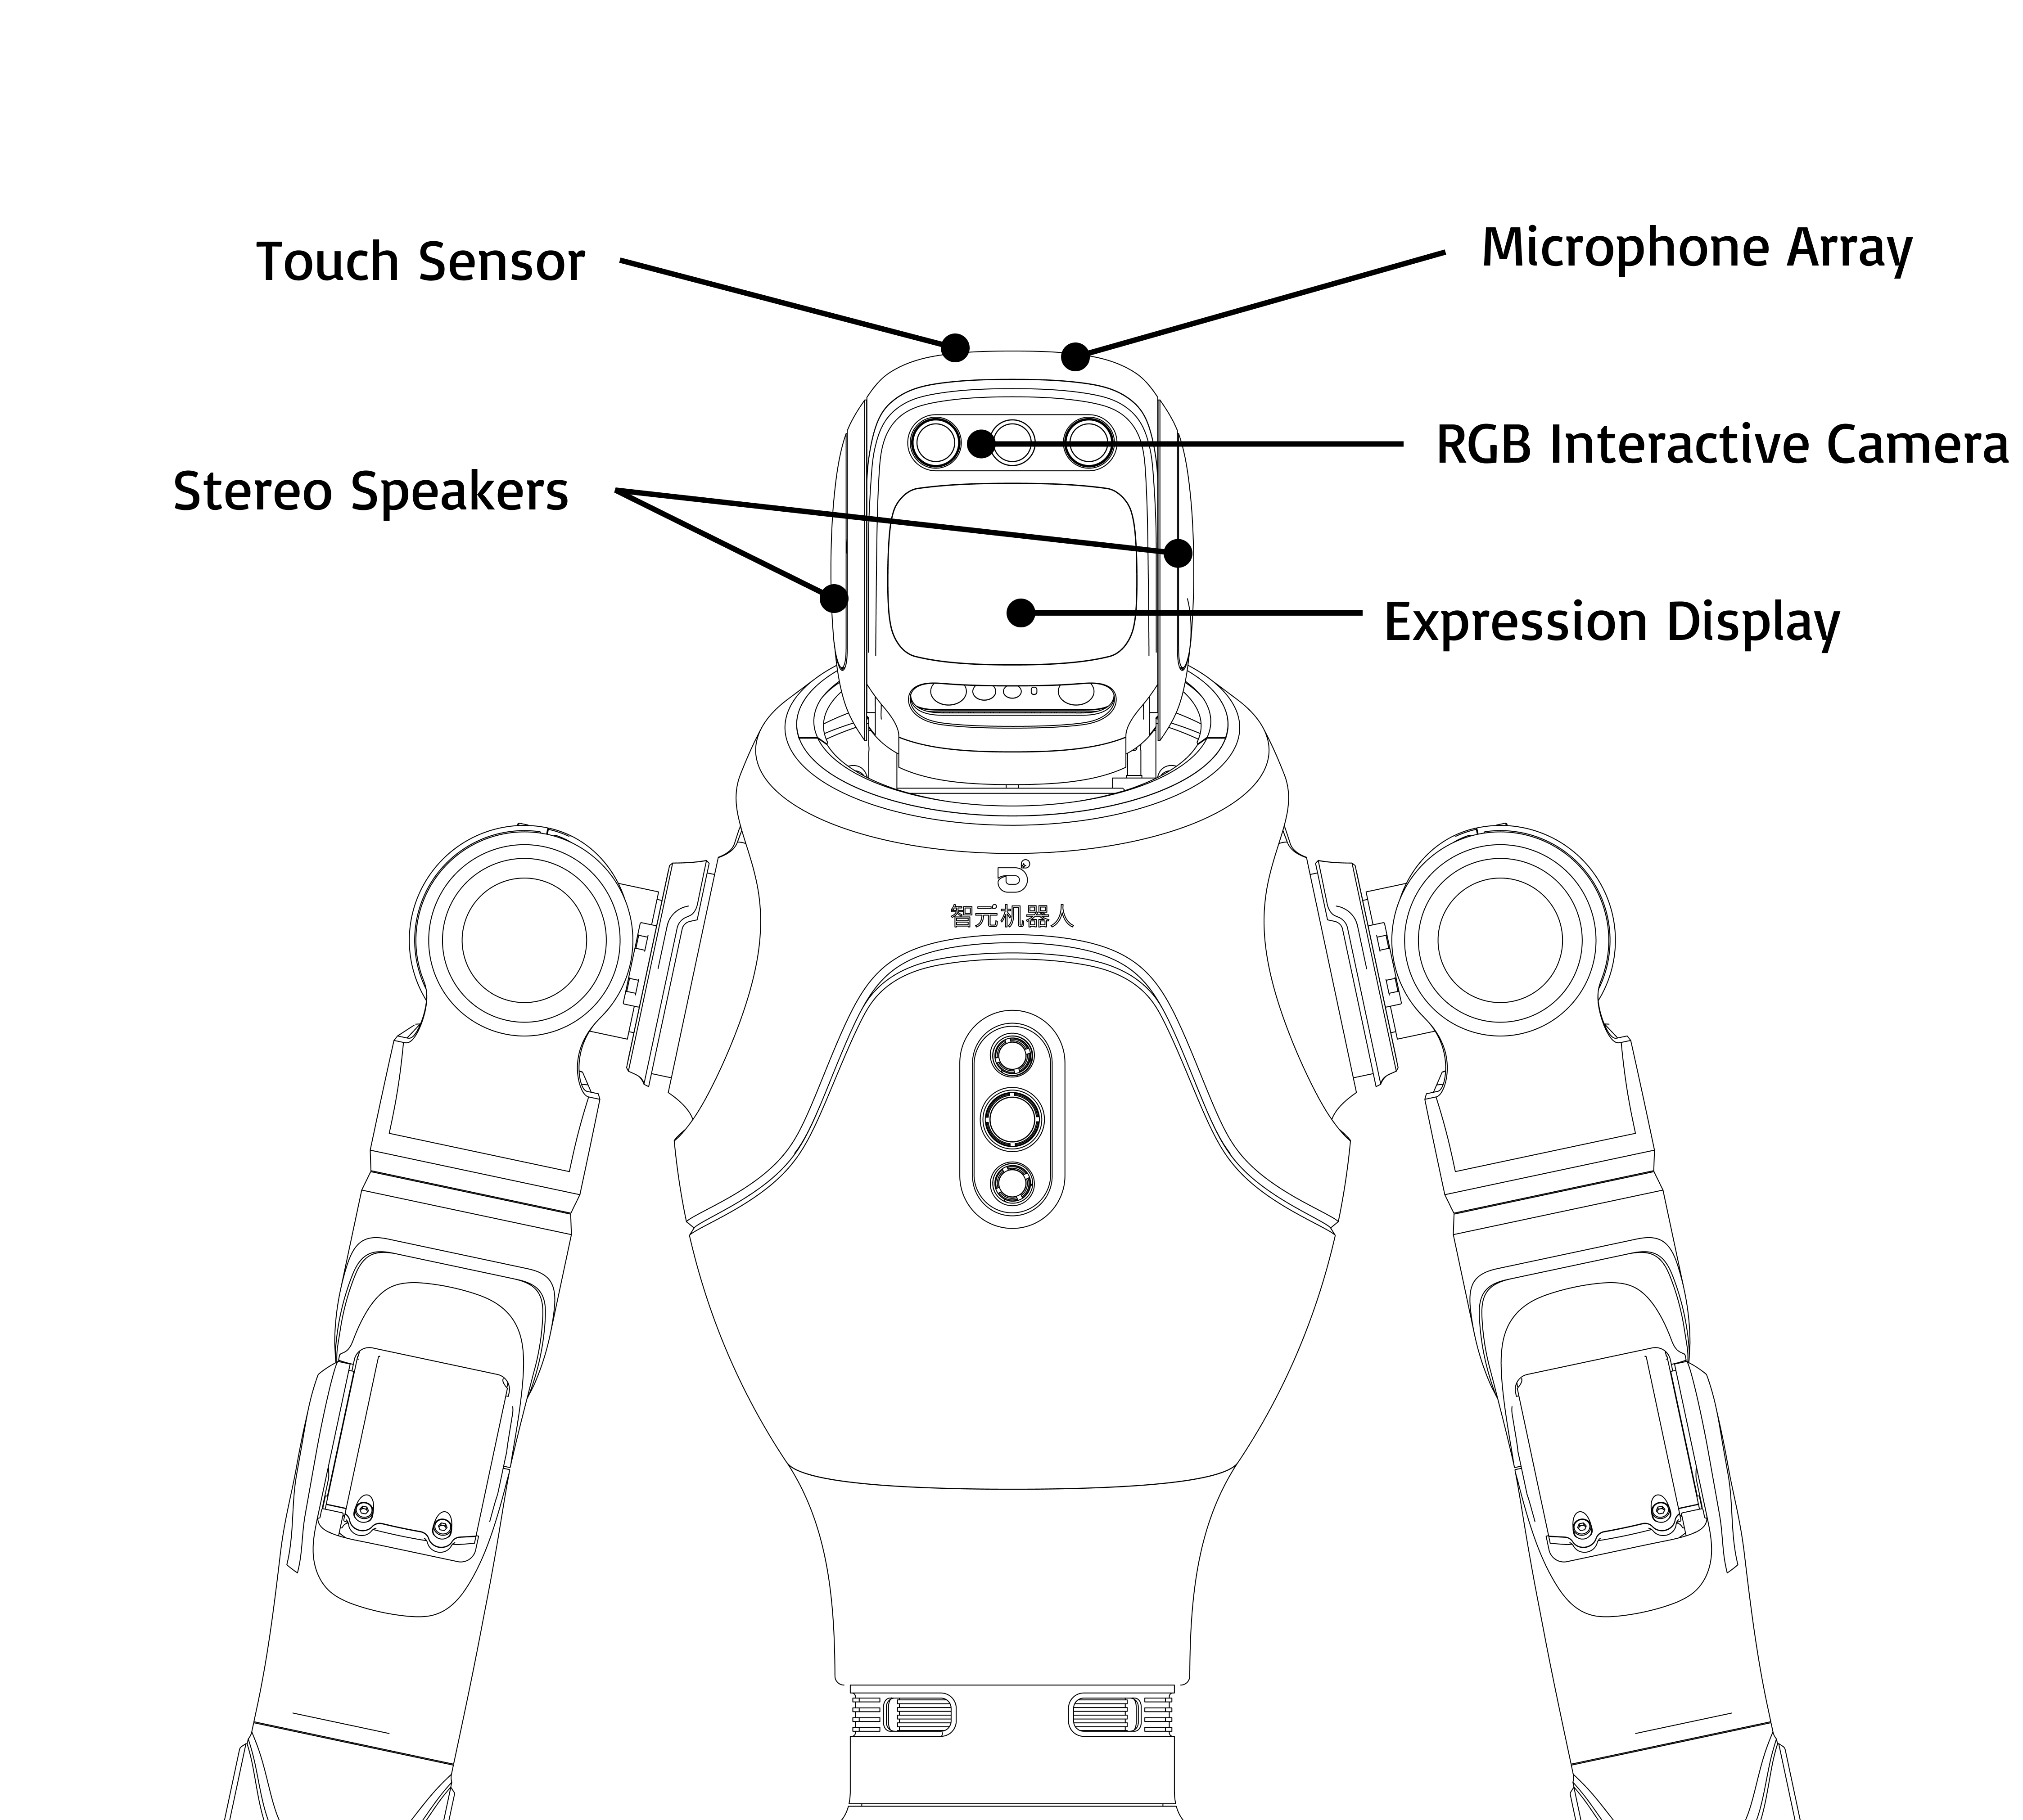 Touch Sensor
Microphone Array
RGB Interactive Camera
Stereo Speakers
Expression Display
智元机器人